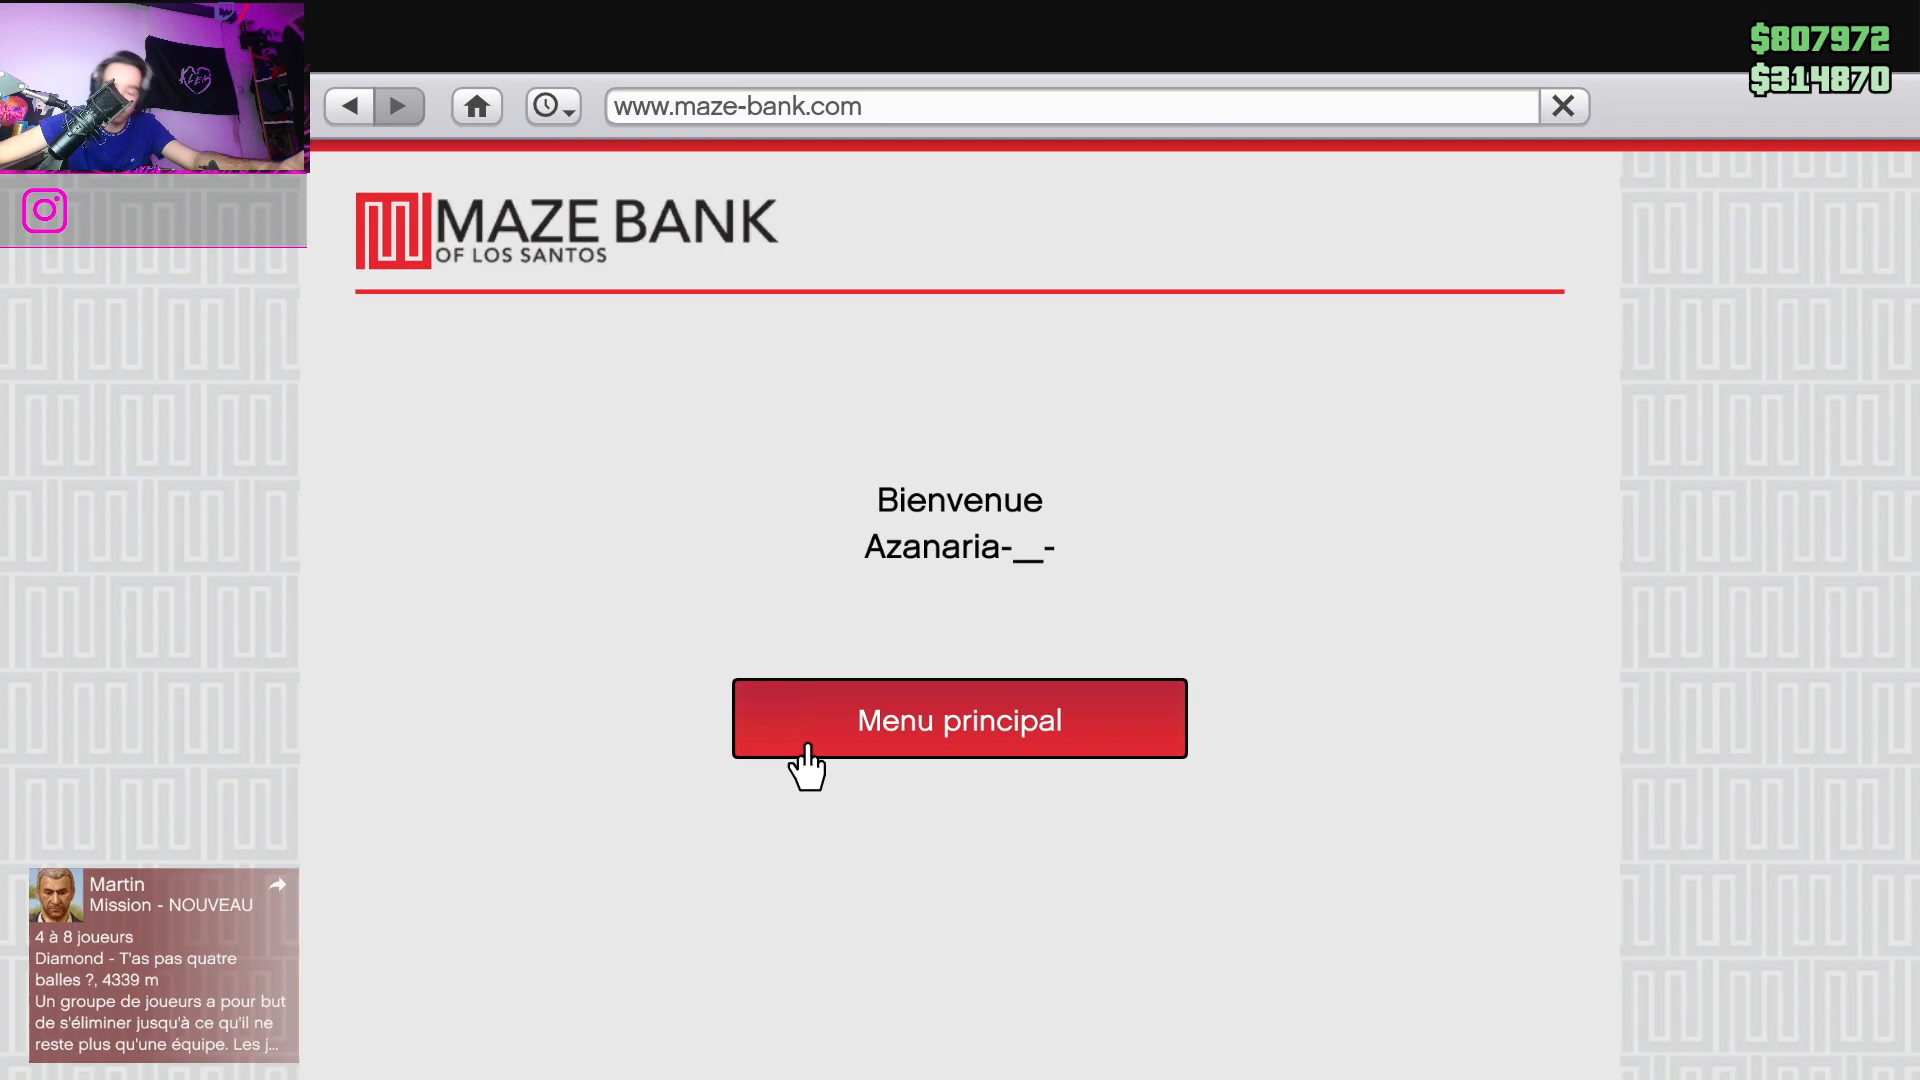 $807972
$314870
www.maze-bank.com
MAZE BANK
OF LOS SANTOS
Bienvenue
Azanaria-__-
Menu principal
Martin
Mission - NOUVEAU
4 à 8 joueurs
Diamond - T'as pas quatre
balles ?, 4339 m
Un groupe de joueurs a pour but
de s'éliminer jusqu'à ce qu'il ne
reste plus qu'une équipe. Les j...